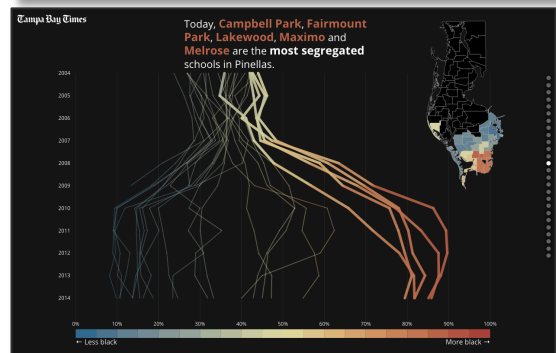 Tampa Bay Times
Today, Campbell Park, Fairmount
Park, Lakewood, Maximo and
Melrose are the most segregated
schools in Pinellas.
2004
2005
2006
2007
2008
2009
2010
2011
2012
2013
2014
0% 10% 20% 30% 40% 50% 60% 70% 80% 90% 100%
← Less black More black →